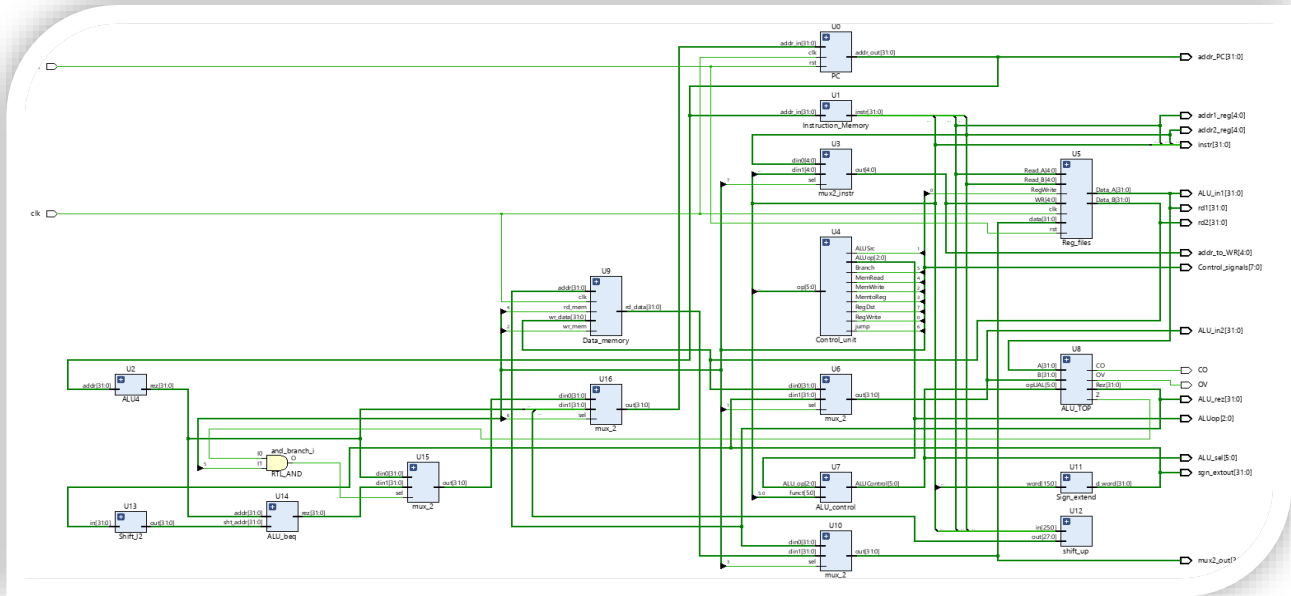 U0
addr_in[31:0]
clk
rst
addr_out[31:0]
PC
addr_PC[31:0]
U1
addr_in[31:0]
instr[31:0]
Instruction_Memory
addr1_reg[4:0]
addr2_reg[4:0]
instr[31:0]
U3
din0[4:0]
din1[4:0]
sel
out[4:0]
mux2_instr
7
U5
Read_A[4:0]
Read_B[4:0]
RegWrite
WR[4:0]
clk
data[31:0]
rst
Data_A[31:0]
Data_B[31:0]
Reg_files
ALU_in1[31:0]
rd1[31:0]
rd2[31:0]
clk
addr_to_WR[4:0]
Control_signals[7:0]
U4
op[5:0]
ALUSrc
ALUop[2:0]
Branch
MemRead
MemWrite
MemtoReg
RegDst
RegWrite
jump
Control_unit
U9
addr[31:0]
clk
rd_mem
wr_data[31:0]
wr_mem
rd_data[31:0]
Data_memory
4
2
ALU_in2[31:0]
U8
A[31:0]
B[31:0]
opUAL[5:0]
CO
OV
Rez[31:0]
Z
ALU_TOP
CO
OV
ALU_rez[31:0]
ALUop[2:0]
U2
addr[31:0]
rez[31:0]
ALU4
U16
din0[31:0]
din1[31:0]
sel
out[31:0]
mux_2
6
U6
din0[31:0]
din1[31:0]
sel
out[31:0]
mux_2
and_branch_i
I0
I1
O
RTL_AND
5
U15
din0[31:0]
din1[31:0]
sel
out[31:0]
mux_2
U7
ALU_op[2:0]
funct[5:0]
ALUControl[5:0]
ALU_control
5:0
U11
word[15:0]
d_word[31:0]
Sign_extend
ALU_sel[5:0]
sgn_extout[31:0]
U13
in[31:0]
out[31:0]
Shift_l2
U14
addr[31:0]
sht_addr[31:0]
rez[31:0]
ALU_beq
U10
din0[31:0]
din1[31:0]
sel
out[31:0]
mux_2
3
U12
in[25:0]
out[27:0]
shift_up